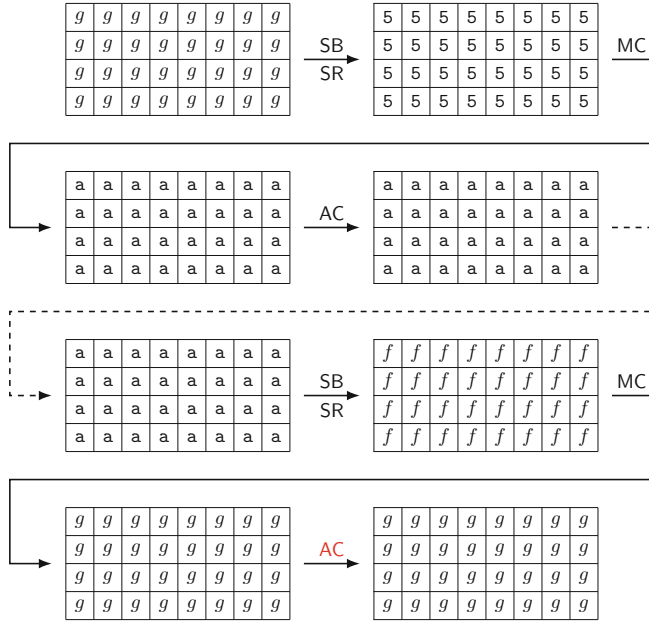 g g g g g g g g SB 5 5 5 5 5 5 5 5 MC
g g g g g g g g 5 5 5 5 5 5 5 5
g g g g g g g g SR 5 5 5 5 5 5 5 5
g g g g g g g g 5 5 5 5 5 5 5 5
a a a a a a a a a a a a a a a a
a a a a a a a a AC a a a a a a a a
a a a a a a a a a a a a a a a a
a a a a a a a a a a a a a a a a
a a a a a a a a f f f f f f f f
a a a a a a a a SB f f f f f f f f MC
a a a a a a a a SR f f f f f f f f
a a a a a a a a f f f f f f f f
g g g g g g g g g g g g g g g g
g g g g g g g g AC g g g g g g g g
g g g g g g g g g g g g g g g g
g g g g g g g g g g g g g g g g